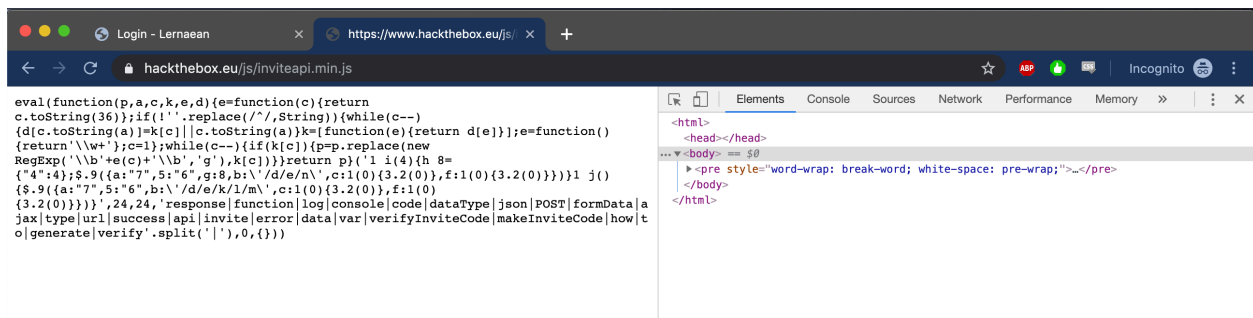 Login - Lernaean
https://www.hackthebox.eu/js/
hackthebox.eu/js/inviteapi.min.js
ABP
CSS
Incognito
eval(function(p,a,c,k,e,d){e=function(c){return
c.toString(36)};if(!''.replace(/^/,String)){while(c--)
{d[c.toString(a)]=k[c]||c.toString(a)}k=[function(e){return d[e]}];e=function()
{return'\\w+'};c=1};while(c--){if(k[c]){p=p.replace(new
RegExp('\\b'+e(c)+'\\b','g'),k[c])}}return p}('1 i(4){h 8=
{"4":4};$.9({a:"7",5:"6",g:8,b:\'/d/e/n\',c:1(0){3.2(0)},f:1(0){3.2(0)}})}1 j()
{$.9({a:"7",5:"6",b:\'/d/e/k/l/m\',c:1(0){3.2(0)},f:1(0)
{3.2(0)}})}',24,24,'response|function|log|console|code|dataType|json|POST|formData|a
jax|type|url|success|api|invite|error|data|var|verifyInviteCode|makeInviteCode|how|t
o|generate|verify'.split('|'),0,{}))
Elements Console Sources Network Performance Memory »
<html>
<head></head>
… ▼<body> == $0
▶<pre style="word-wrap: break-word; white-space: pre-wrap;">…</pre>
</body>
</html>